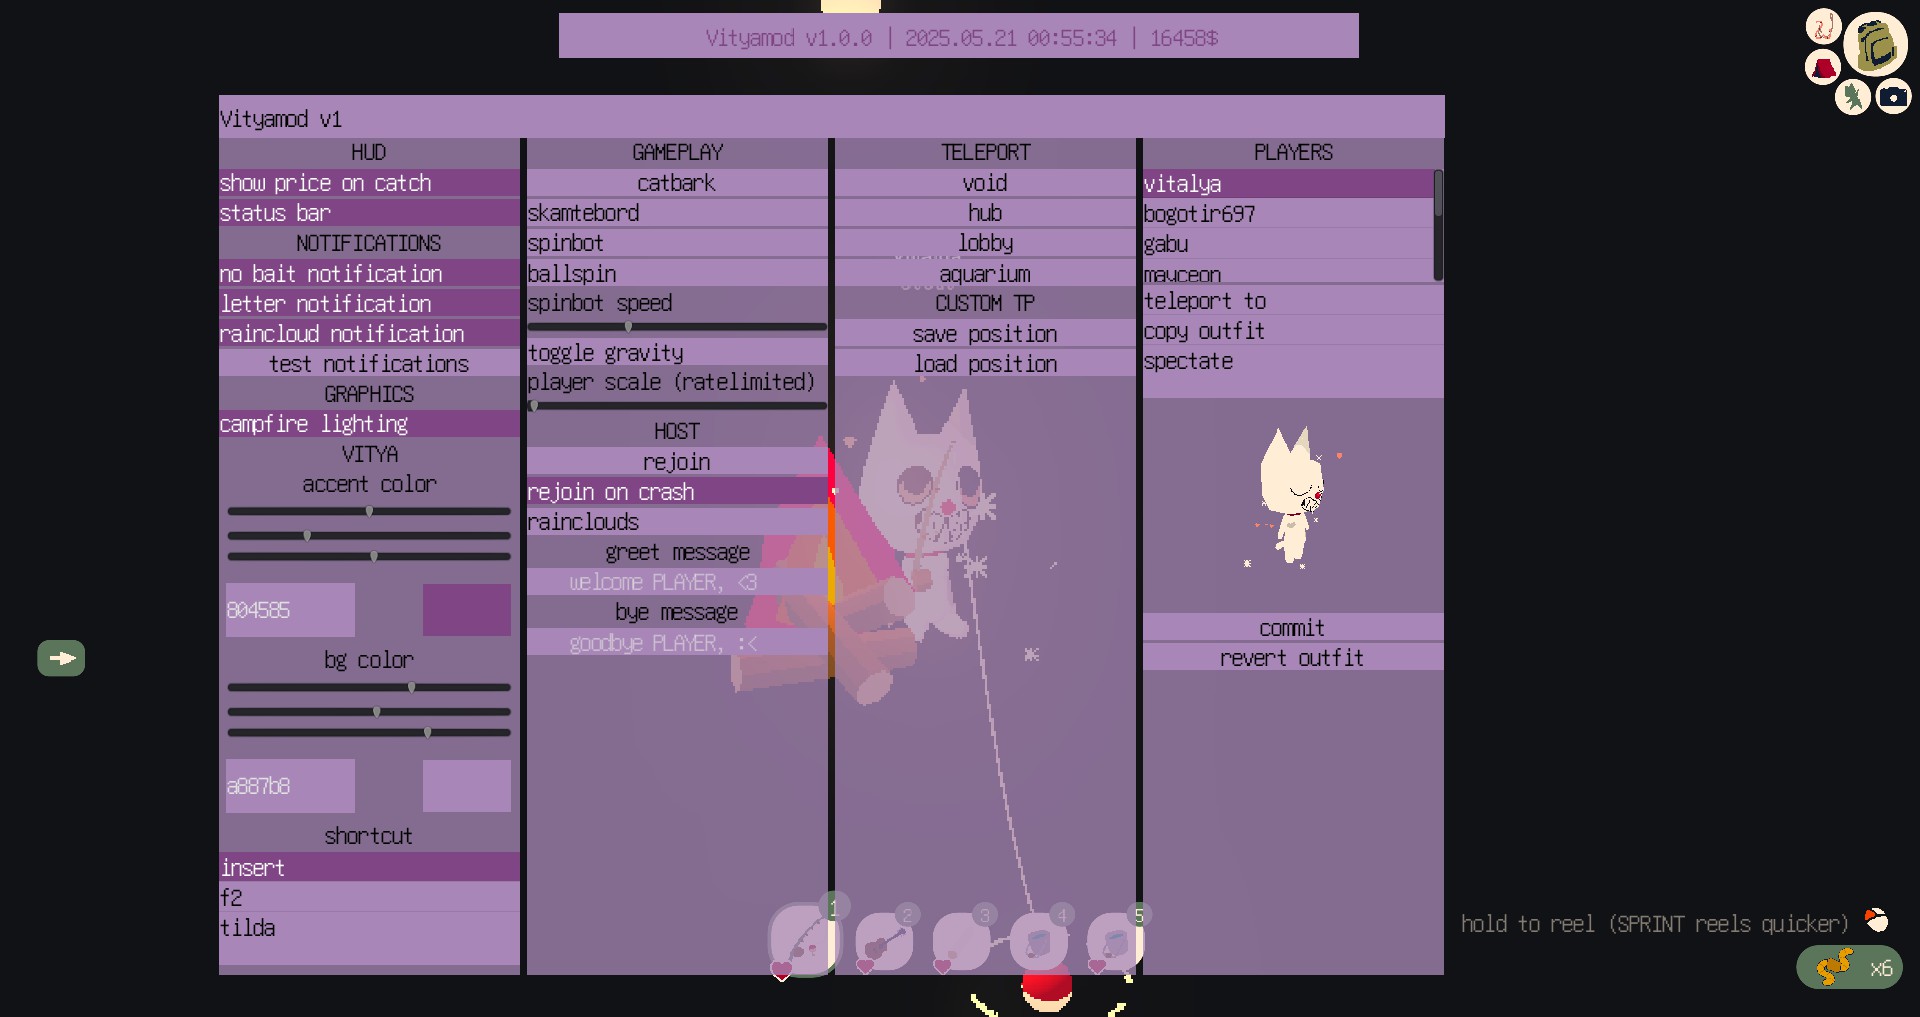 Vityamod v1.0.0 | 2025.05.21 00:55:34 | 16458$
Vityamod v1
HUD
show price on catch
status bar
NOTIFICATIONS
no bait notification
letter notification
raincloud notification
test notifications
GRAPHICS
campfire lighting
VITYA
accent color
804585
bg color
a887b8
shortcut
insert
f2
tilda
GAMEPLAY
catbark
skamtebord
spinbot
ballspin
spinbot speed
toggle gravity
player scale (ratelimited)
HOST
rejoin
rejoin on crash
rainclouds
greet message
welcome PLAYER, <3
bye message
goodbye PLAYER, :<
TELEPORT
void
hub
lobby
aquarium
CUSTOM TP
save position
load position
PLAYERS
vitalya
bogotir697
gabu
mayceon
teleport to
copy outfit
spectate
commit
revert outfit
1
2
3
4
5
hold to reel (SPRINT reels quicker)
x6